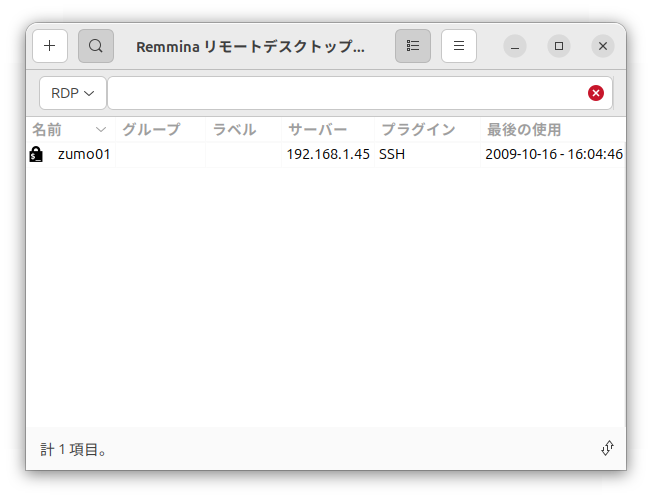 Remmina リモートデスクトップ...
RDP
名前 グループ ラベル サーバー プラグイン 最後の使用
zumo01 192.168.1.45 SSH 2009-10-16 - 16:04:46
計 1 項目。